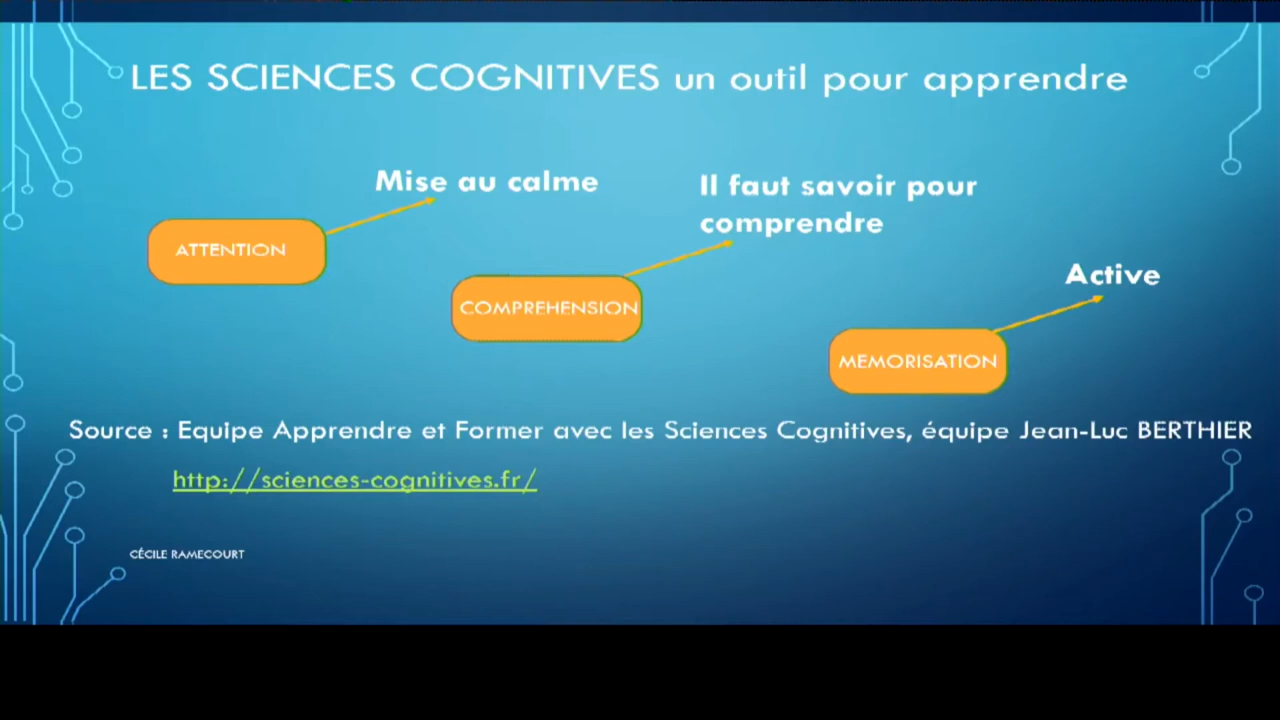 LES SCIENCES COGNITIVES un outil pour apprendre
Mise au calme
Il faut savoir pour
comprendre
ATTENTION
Active
COMPREHENSION
MEMORISATION
Source : Equipe Apprendre et Former avec les Sciences Cognitives, équipe Jean-Luc BERTHIER
http://sciences-cognitives.fr/
CÉCILE RAMECOURT